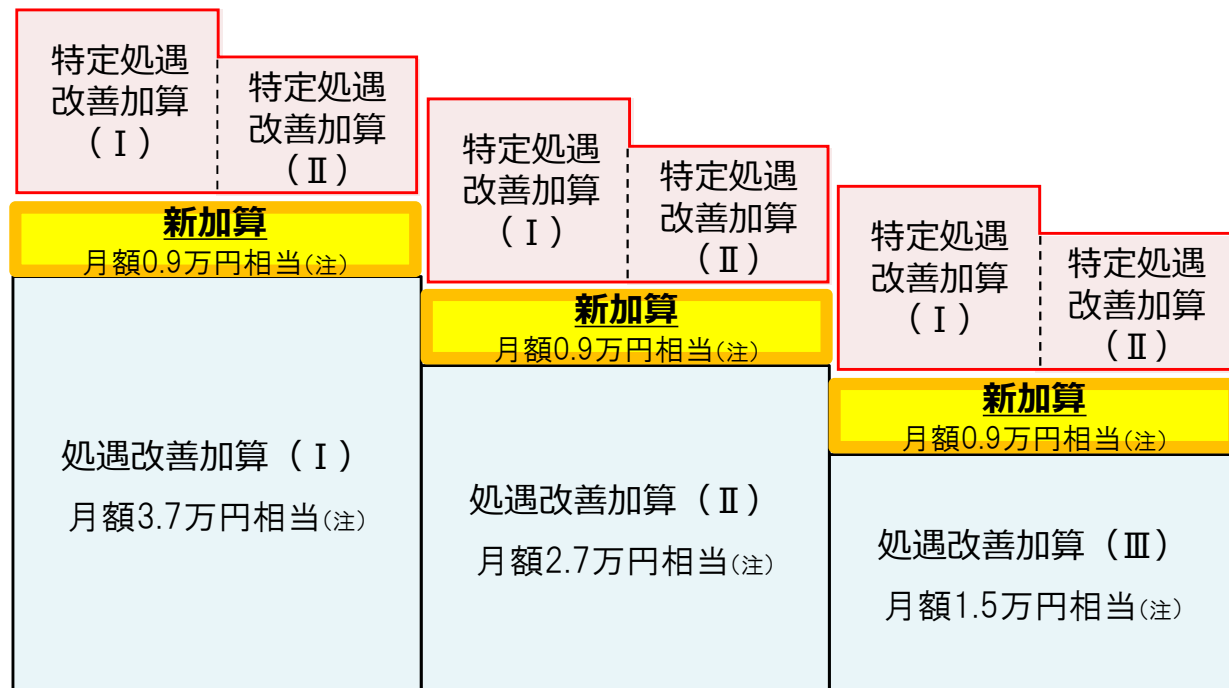 特定処遇
改善加算
（Ⅰ）
特定処遇
改善加算
（Ⅱ）
新加算
月額0.9万円相当(注)
処遇改善加算（Ⅰ）
月額3.7万円相当(注)
特定処遇
改善加算
（Ⅰ）
特定処遇
改善加算
（Ⅱ）
新加算
月額0.9万円相当(注)
処遇改善加算（Ⅱ）
月額2.7万円相当(注)
特定処遇
改善加算
（Ⅰ）
特定処遇
改善加算
（Ⅱ）
新加算
月額0.9万円相当(注)
処遇改善加算（Ⅲ）
月額1.5万円相当(注)